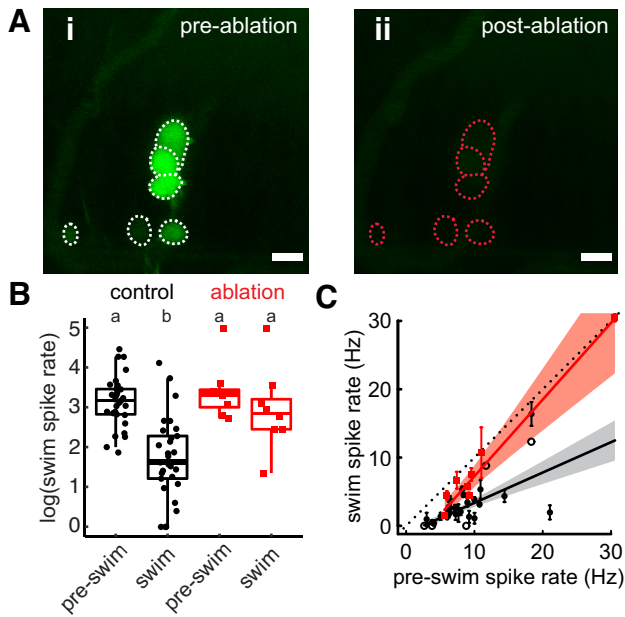 A
i
pre-ablation
ii
post-ablation
B
control
ablation
a
b
a
a
log(swim spike rate)
5
4
3
2
1
0
pre-swim
swim
pre-swim
swim
C
swim spike rate (Hz)
30
20
10
0
0
10
20
30
pre-swim spike rate (Hz)